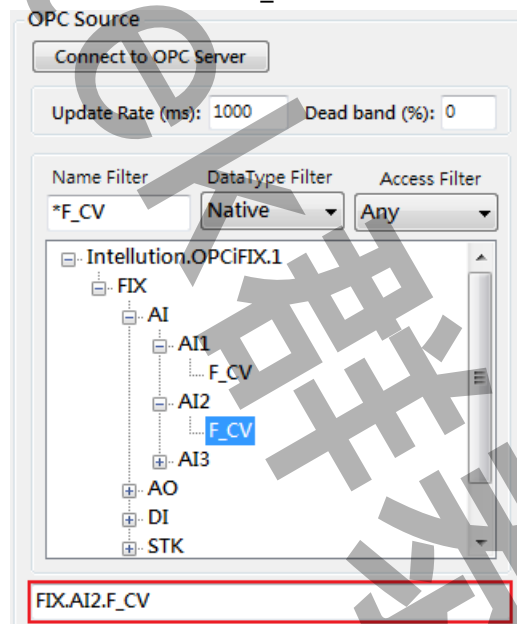 OPC Source
Connect to OPC Server
Update Rate (ms): 1000 Dead band (%): 0
Name Filter DataType Filter Access Filter
*F_CV Native Any
Intellution.OPCiFIX.1
FIX
AI
AI1
F_CV
AI2
F_CV
AI3
AO
DI
STK
FIX.AI2.F_CV